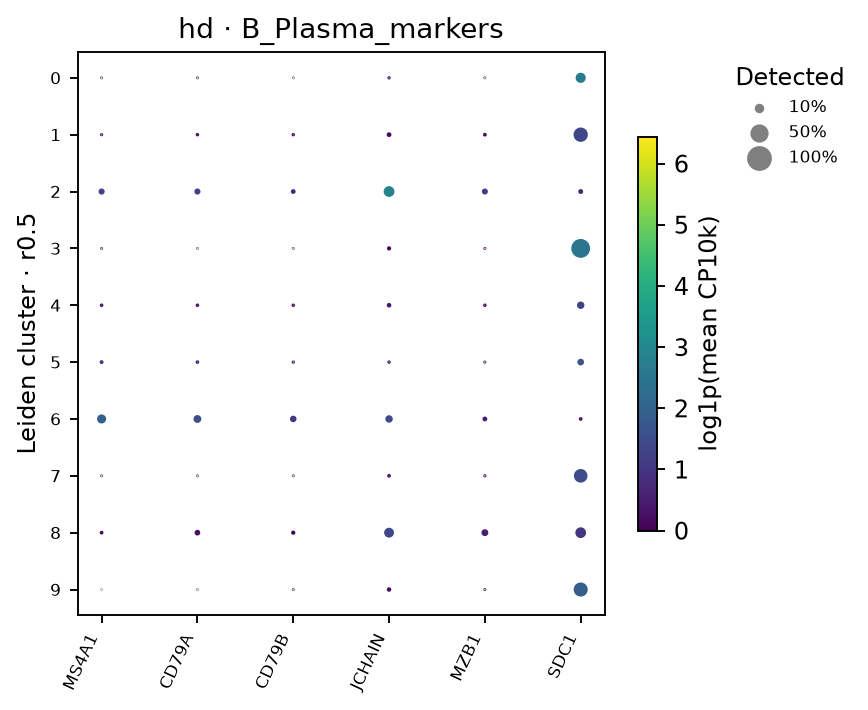 hd · B_Plasma_markers
Leiden cluster · r0.5
0
1
2
3
4
5
6
7
8
9
MS4A1
CD79A
CD79B
JCHAIN
MZB1
SDC1
6
5
4
3
2
1
0
log1p(mean CP10k)
Detected
10%
50%
100%